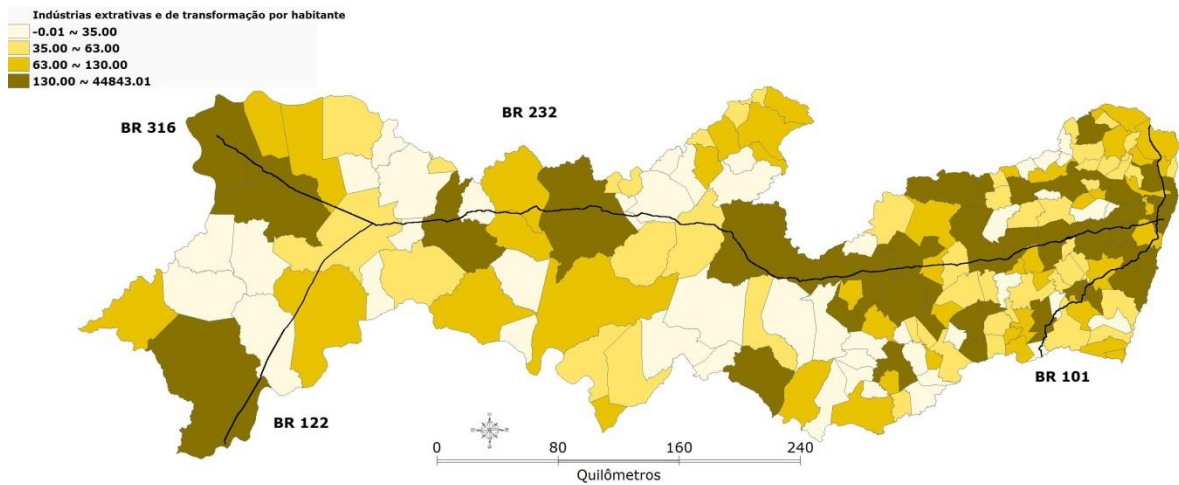 Indústrias extrativas e de transformação por habitante
-0.01 ~ 35.00
35.00 ~ 63.00
63.00 ~ 130.00
130.00 ~ 44843.01
BR 232
BR 316
BR 101
BR 122
0 80 160 240
Quilômetros